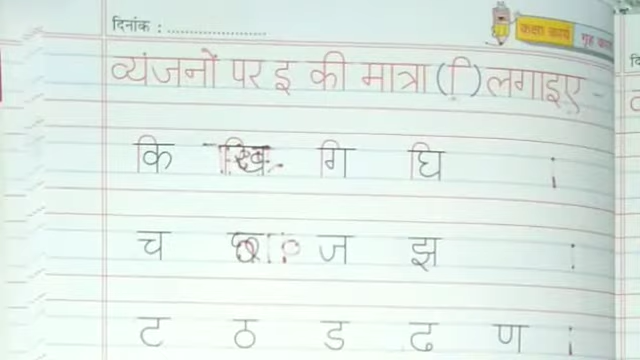 दिनांक : ........................
कक्षा कार्य गृह
व्यंजनों पर इ की मात्रा ( ि) लगाइए -
कि खि गि घि
च छ ज झ
ट ठ ड ढ ण